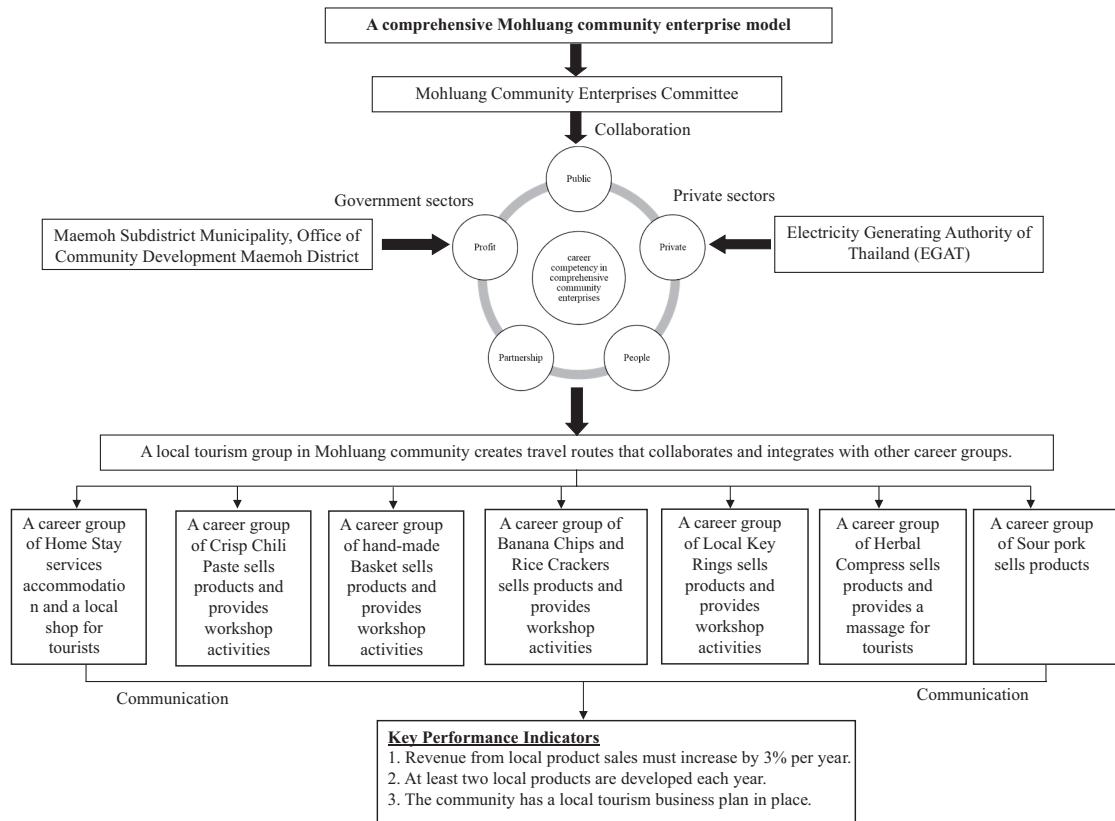 A comprehensive Mohluang community enterprise model
Mohluang Community Enterprises Committee
Collaboration
Public
Government sectors
Private sectors
Maemoh Subdistrict Municipality, Office of
Community Development Maemoh District
Profit
Private
Electricity Generating Authority of
Thailand (EGAT)
career
competency in
comprehensive
community
enterprises
Partnership
People
A local tourism group in Mohluang community creates travel routes that collaborates and integrates with other career groups.
A career group
of Home Stay
services
accommodatio
n and a local
shop for
tourists
A career group
of Crisp Chili
Paste sells
products and
provides
workshop
activities
A career group
of hand-made
Basket sells
products and
provides
workshop
activities
A career group of
Banana Chips and
Rice Crackers
sells products and
provides
workshop
activities
A career group
of Local Key
Rings sells
products and
provides
workshop
activities
A career group
of Herbal
Compress sells
products and
provides a
massage for
tourists
A career group
of Sour pork
sells products
Communication
Communication
Key Performance Indicators
1. Revenue from local product sales must increase by 3% per year.
2. At least two local products are developed each year.
3. The community has a local tourism business plan in place.